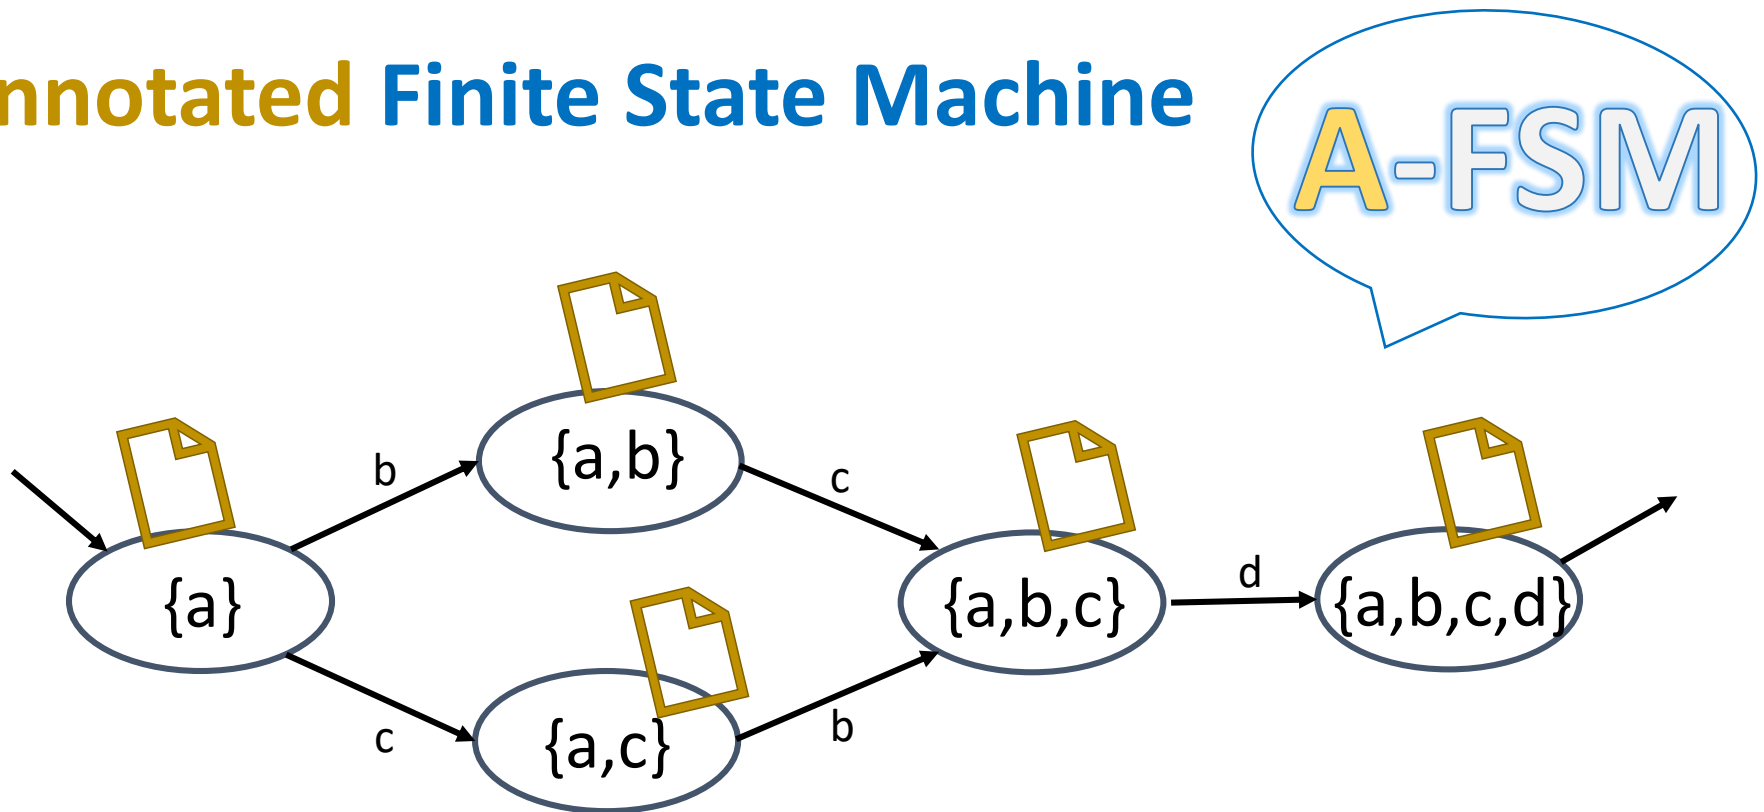 nnotated Finite State Machine
A-FSM
{a,b}
b
c
{a}
{a,b,c}
d
{a,b,c,d}
c
{a,c}
b